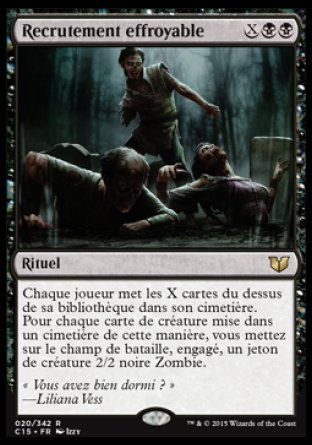 Recrutement effroyable X
Rituel
Chaque joueur met les X cartes du dessus
de sa bibliothèque dans son cimetière.
Pour chaque carte de créature mise dans
un cimetière de cette manière, vous mettez
sur le champ de bataille, engagé, un jeton
de créature 2/2 noire Zombie.
« Vous avez bien dormi ? »
—Liliana Vess
020/342 R
C15 • FR Izzy
™ & © 2015 Wizards of the Coast